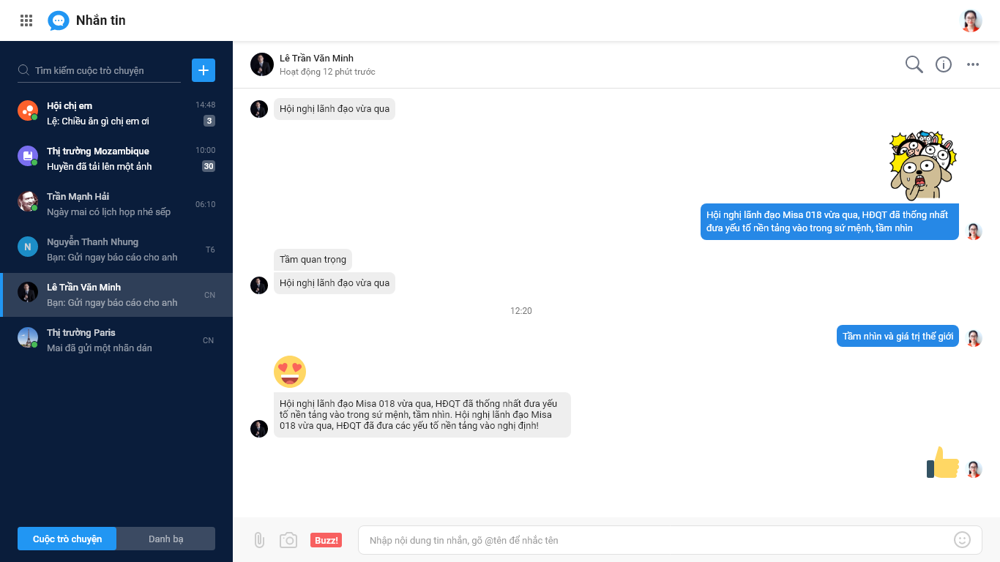 Nhắn tin
Tìm kiếm cuộc trò chuyện
Hội chị em
14:48
Lệ: Chiều ăn gì chị em ơi
3
Thị trường Mozambique
10:00
Huyền đã tải lên một ảnh
30
Trần Mạnh Hải
06:10
Ngày mai có lịch họp nhé sếp
N
Nguyễn Thanh Nhung
T6
Bạn: Gửi ngay báo cáo cho anh
Lê Trần Văn Minh
CN
Bạn: Gửi ngay báo cáo cho anh
Thị trường Paris
CN
Mai đã gửi một nhãn dán
Cuộc trò chuyện
Danh bạ
Lê Trần Văn Minh
Hoạt động 12 phút trước
Hội nghị lãnh đạo vừa qua
Hội nghị lãnh đạo Misa 018 vừa qua, HĐQT đã thống nhất
đưa yếu tố nền tảng vào trong sứ mệnh, tầm nhìn
Tầm quan trọng
Hội nghị lãnh đạo vừa qua
12:20
Tầm nhìn và giá trị thế giới
Hội nghị lãnh đạo Misa 018 vừa qua, HĐQT đã thống nhất đưa yếu
tố nền tảng vào trong sứ mệnh, tầm nhìn. Hội nghị lãnh đạo Misa
018 vừa qua, HĐQT đã đưa các yếu tố nền tảng vào nghị định!
Buzz!
Nhập nội dung tin nhắn, gõ @tên để nhắc tên